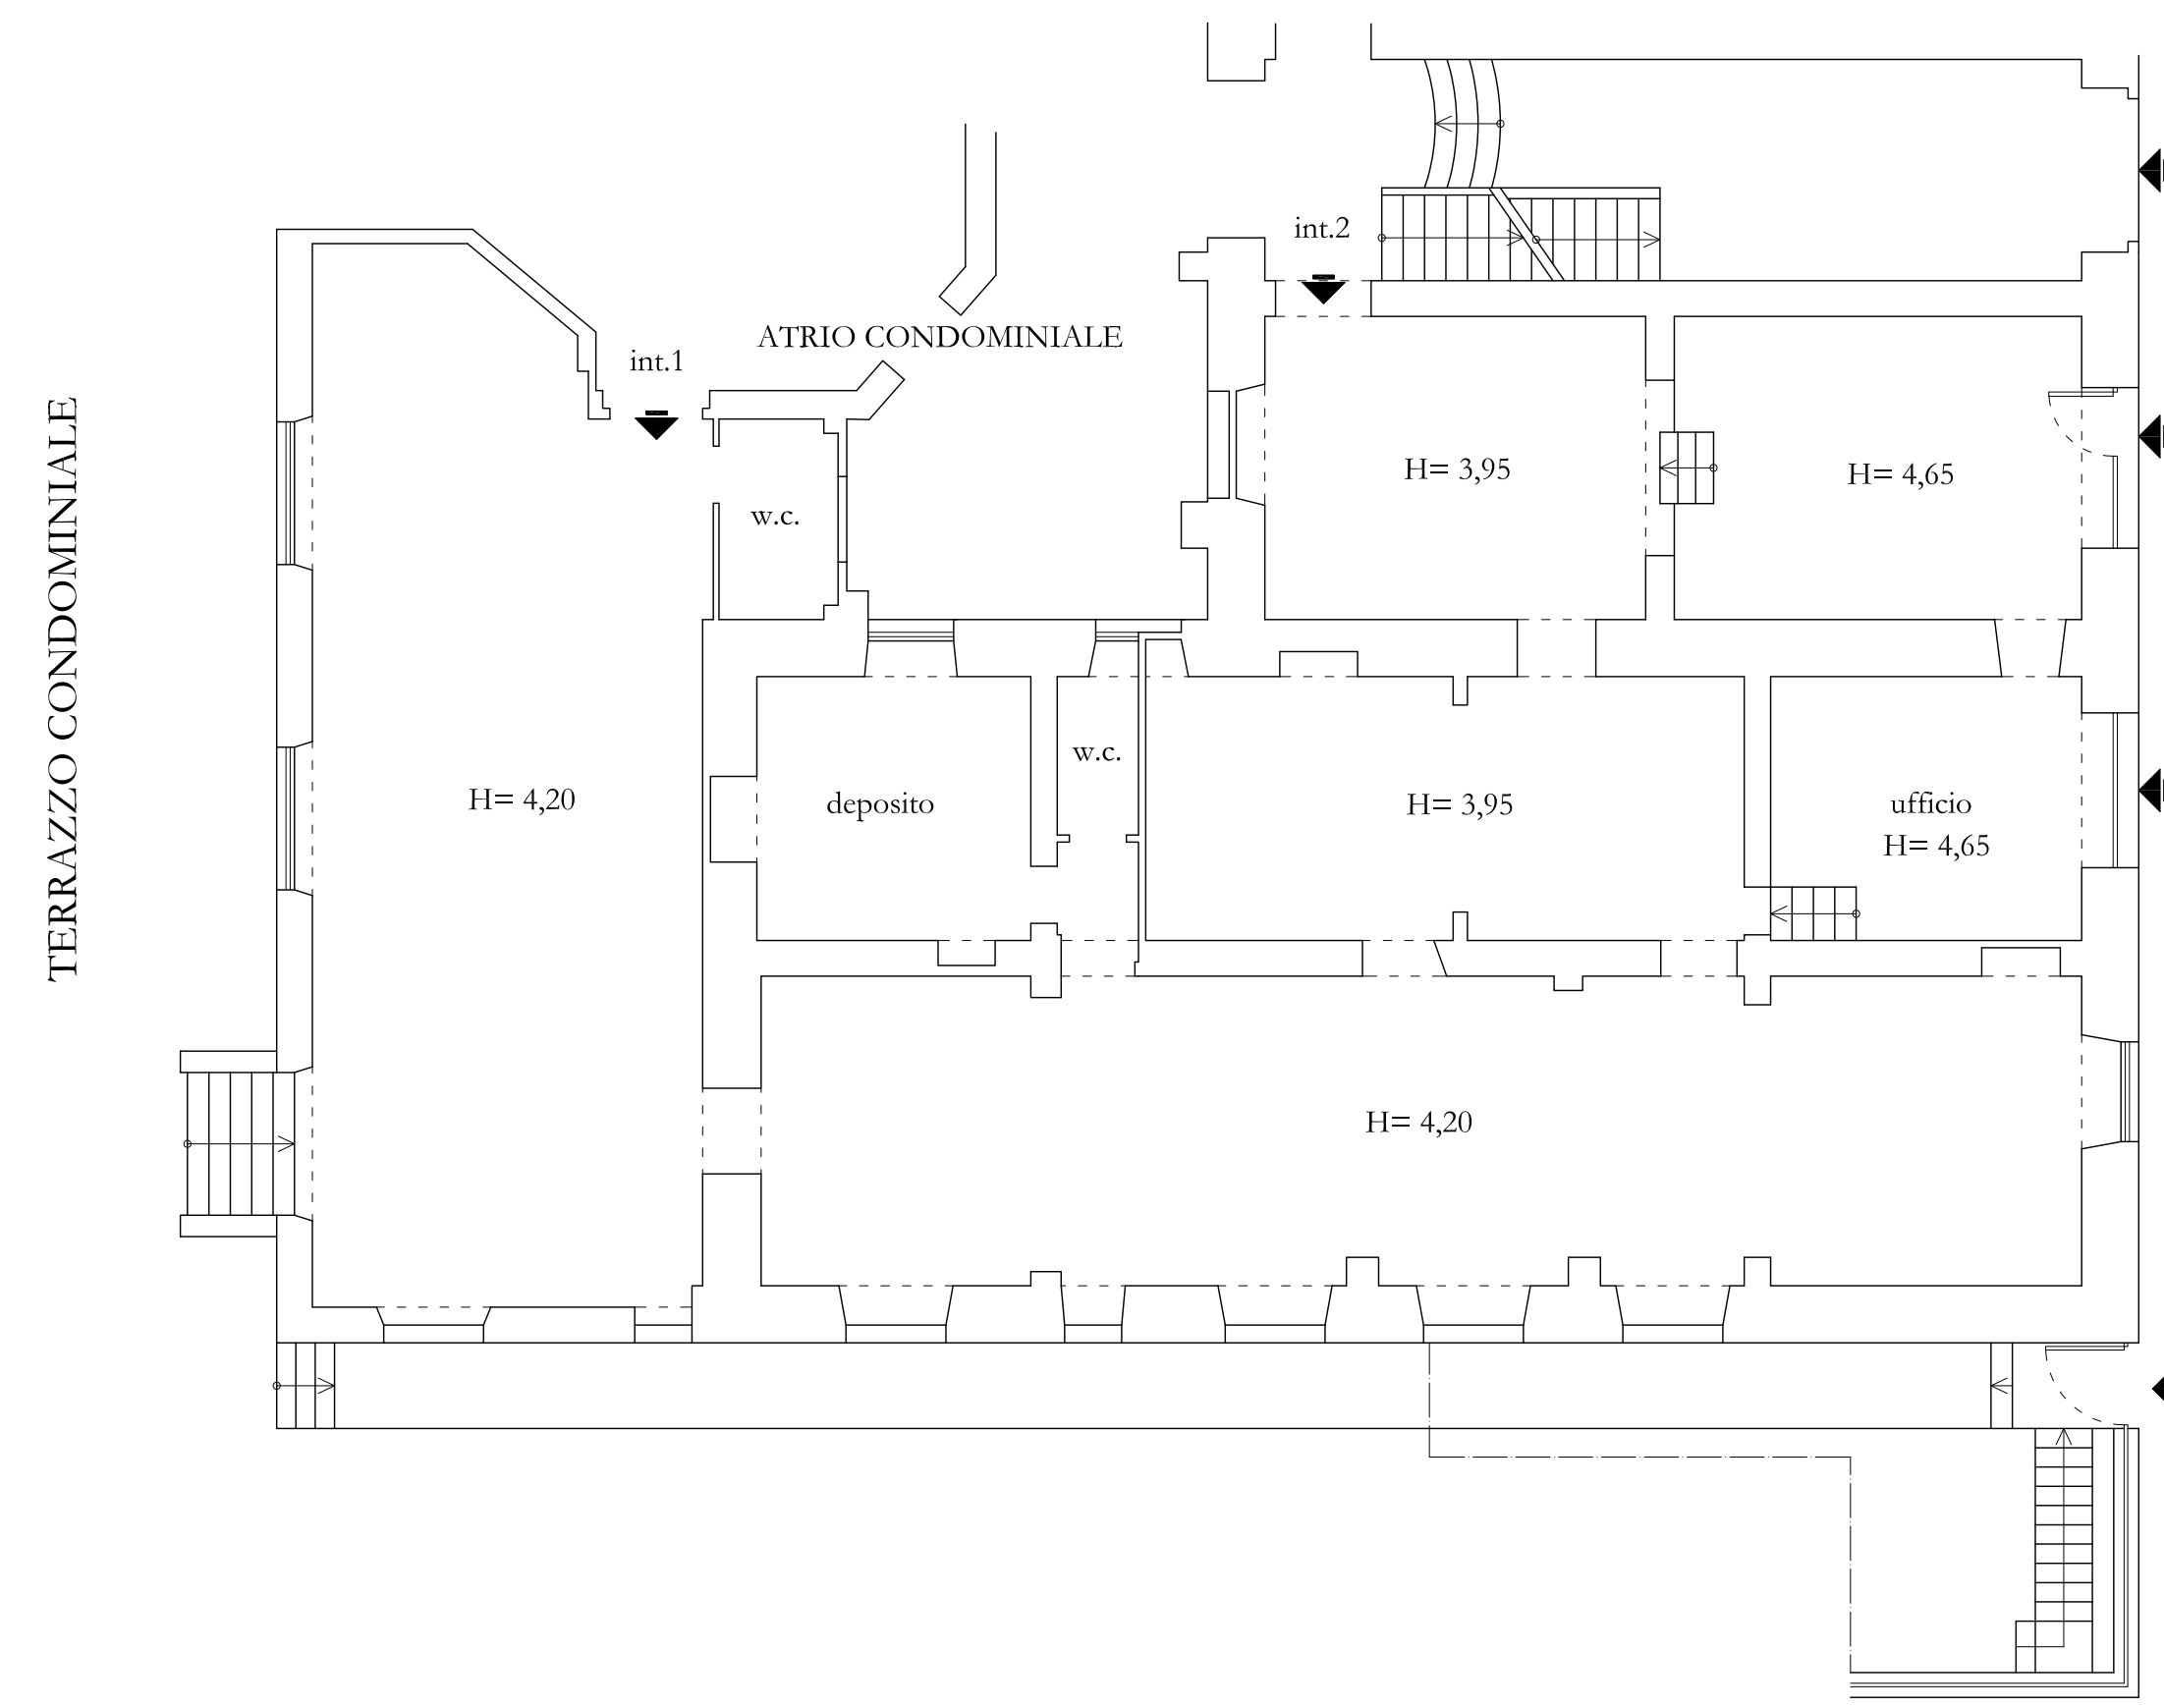 int.2
ATRIO CONDOMINIALE
int.1
TERRAZZO CONDOMINIALE
H= 3,95
H= 4,65
w.c.
w.c.
H= 4,20
deposito
H= 3,95
ufficio
H= 4,65
H= 4,20